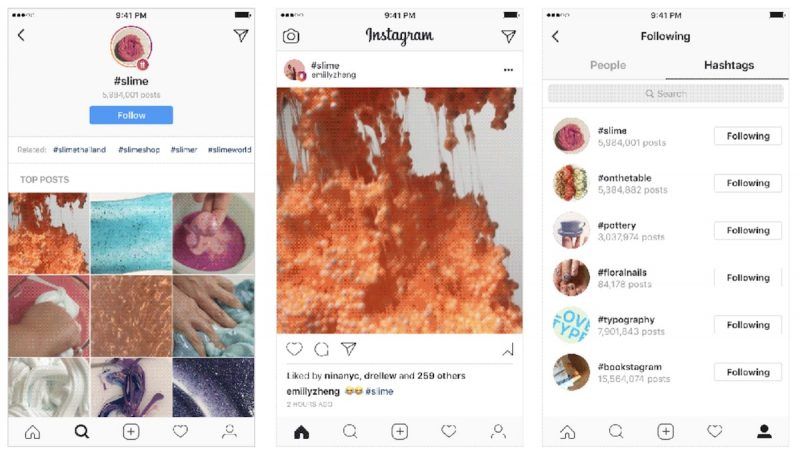 9:41 PM
#slime
5,984,001 posts
Follow
Related: #slimethailand #slimeshop #slimer #slimeworld
TOP POSTS
9:41 PM
Instagram
#slime
emillyzheng
Liked by ninanyc, drellew and 259 others
emillyzheng 😂😂 #slime
2 HOURS AGO
9:41 PM
Following
People Hashtags
Search
#slime
5,984,001 posts
Following
#onthetable
5,384,882 posts
Following
#pottery
3,037,974 posts
Following
#floralnails
84,178 posts
Following
#typography
7,901,843 posts
Following
LOVE
TYPE
#bookstagram
15,564,074 posts
Following